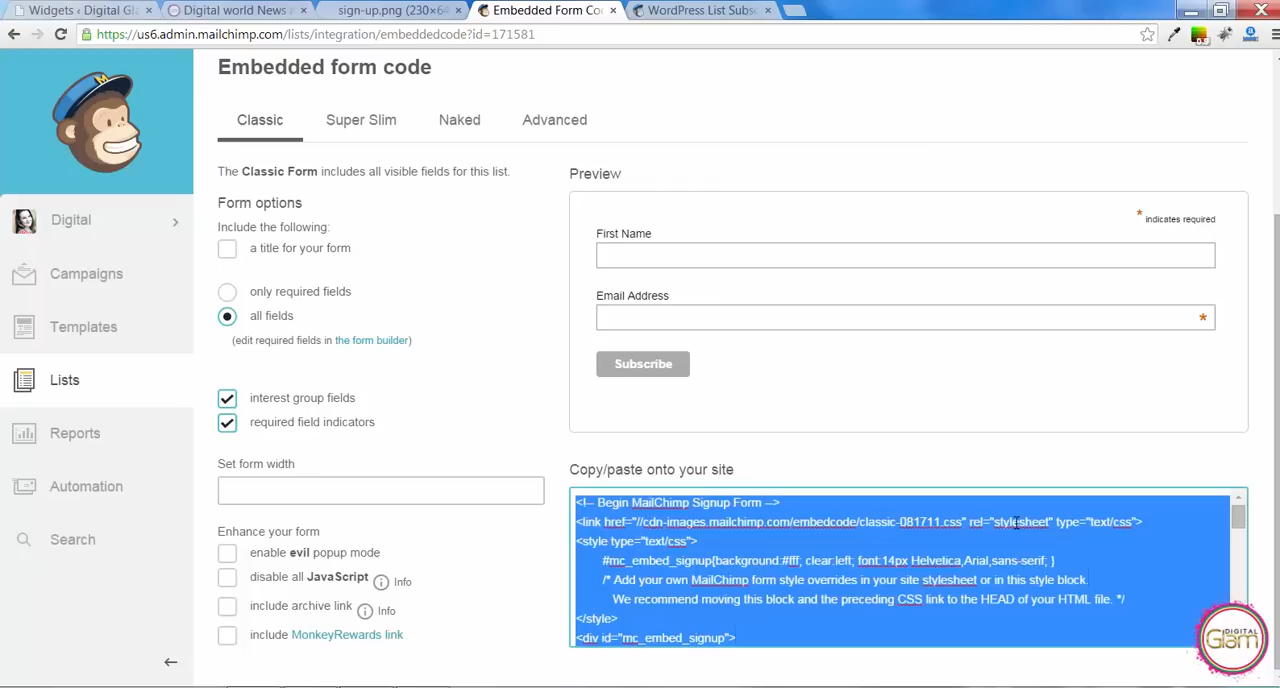 Widgets ‹ Digital Gla
Digital world News a
sign-up.png (230×64
Embedded Form Co
WordPress List Subsc
https://us6.admin.mailchimp.com/lists/integration/embeddedcode?id=171581
Embedded form code
Classic
Super Slim
Naked
Advanced
The Classic Form includes all visible fields for this list.
Form options
Include the following:
a title for your form
only required fields
all fields
(edit required fields in the form builder)
interest group fields
required field indicators
Set form width
Enhance your form
enable evil popup mode
disable all JavaScript
Info
include archive link
Info
include MonkeyRewards link
Digital
Campaigns
Templates
Lists
Reports
Automation
Search
Preview
* indicates required
First Name
Email Address
*
Subscribe
Copy/paste onto your site
<!-- Begin MailChimp Signup Form -->
<link href="//cdn-images.mailchimp.com/embedcode/classic-081711.css" rel="stylesheet" type="text/css">
<style type="text/css">
#mc_embed_signup{background:#fff; clear:left; font:14px Helvetica,Arial,sans-serif; }
/* Add your own MailChimp form style overrides in your site stylesheet or in this style block.
We recommend moving this block and the preceding CSS link to the HEAD of your HTML file. */
</style>
<div id="mc_embed_signup">
DIGITAL
Glam